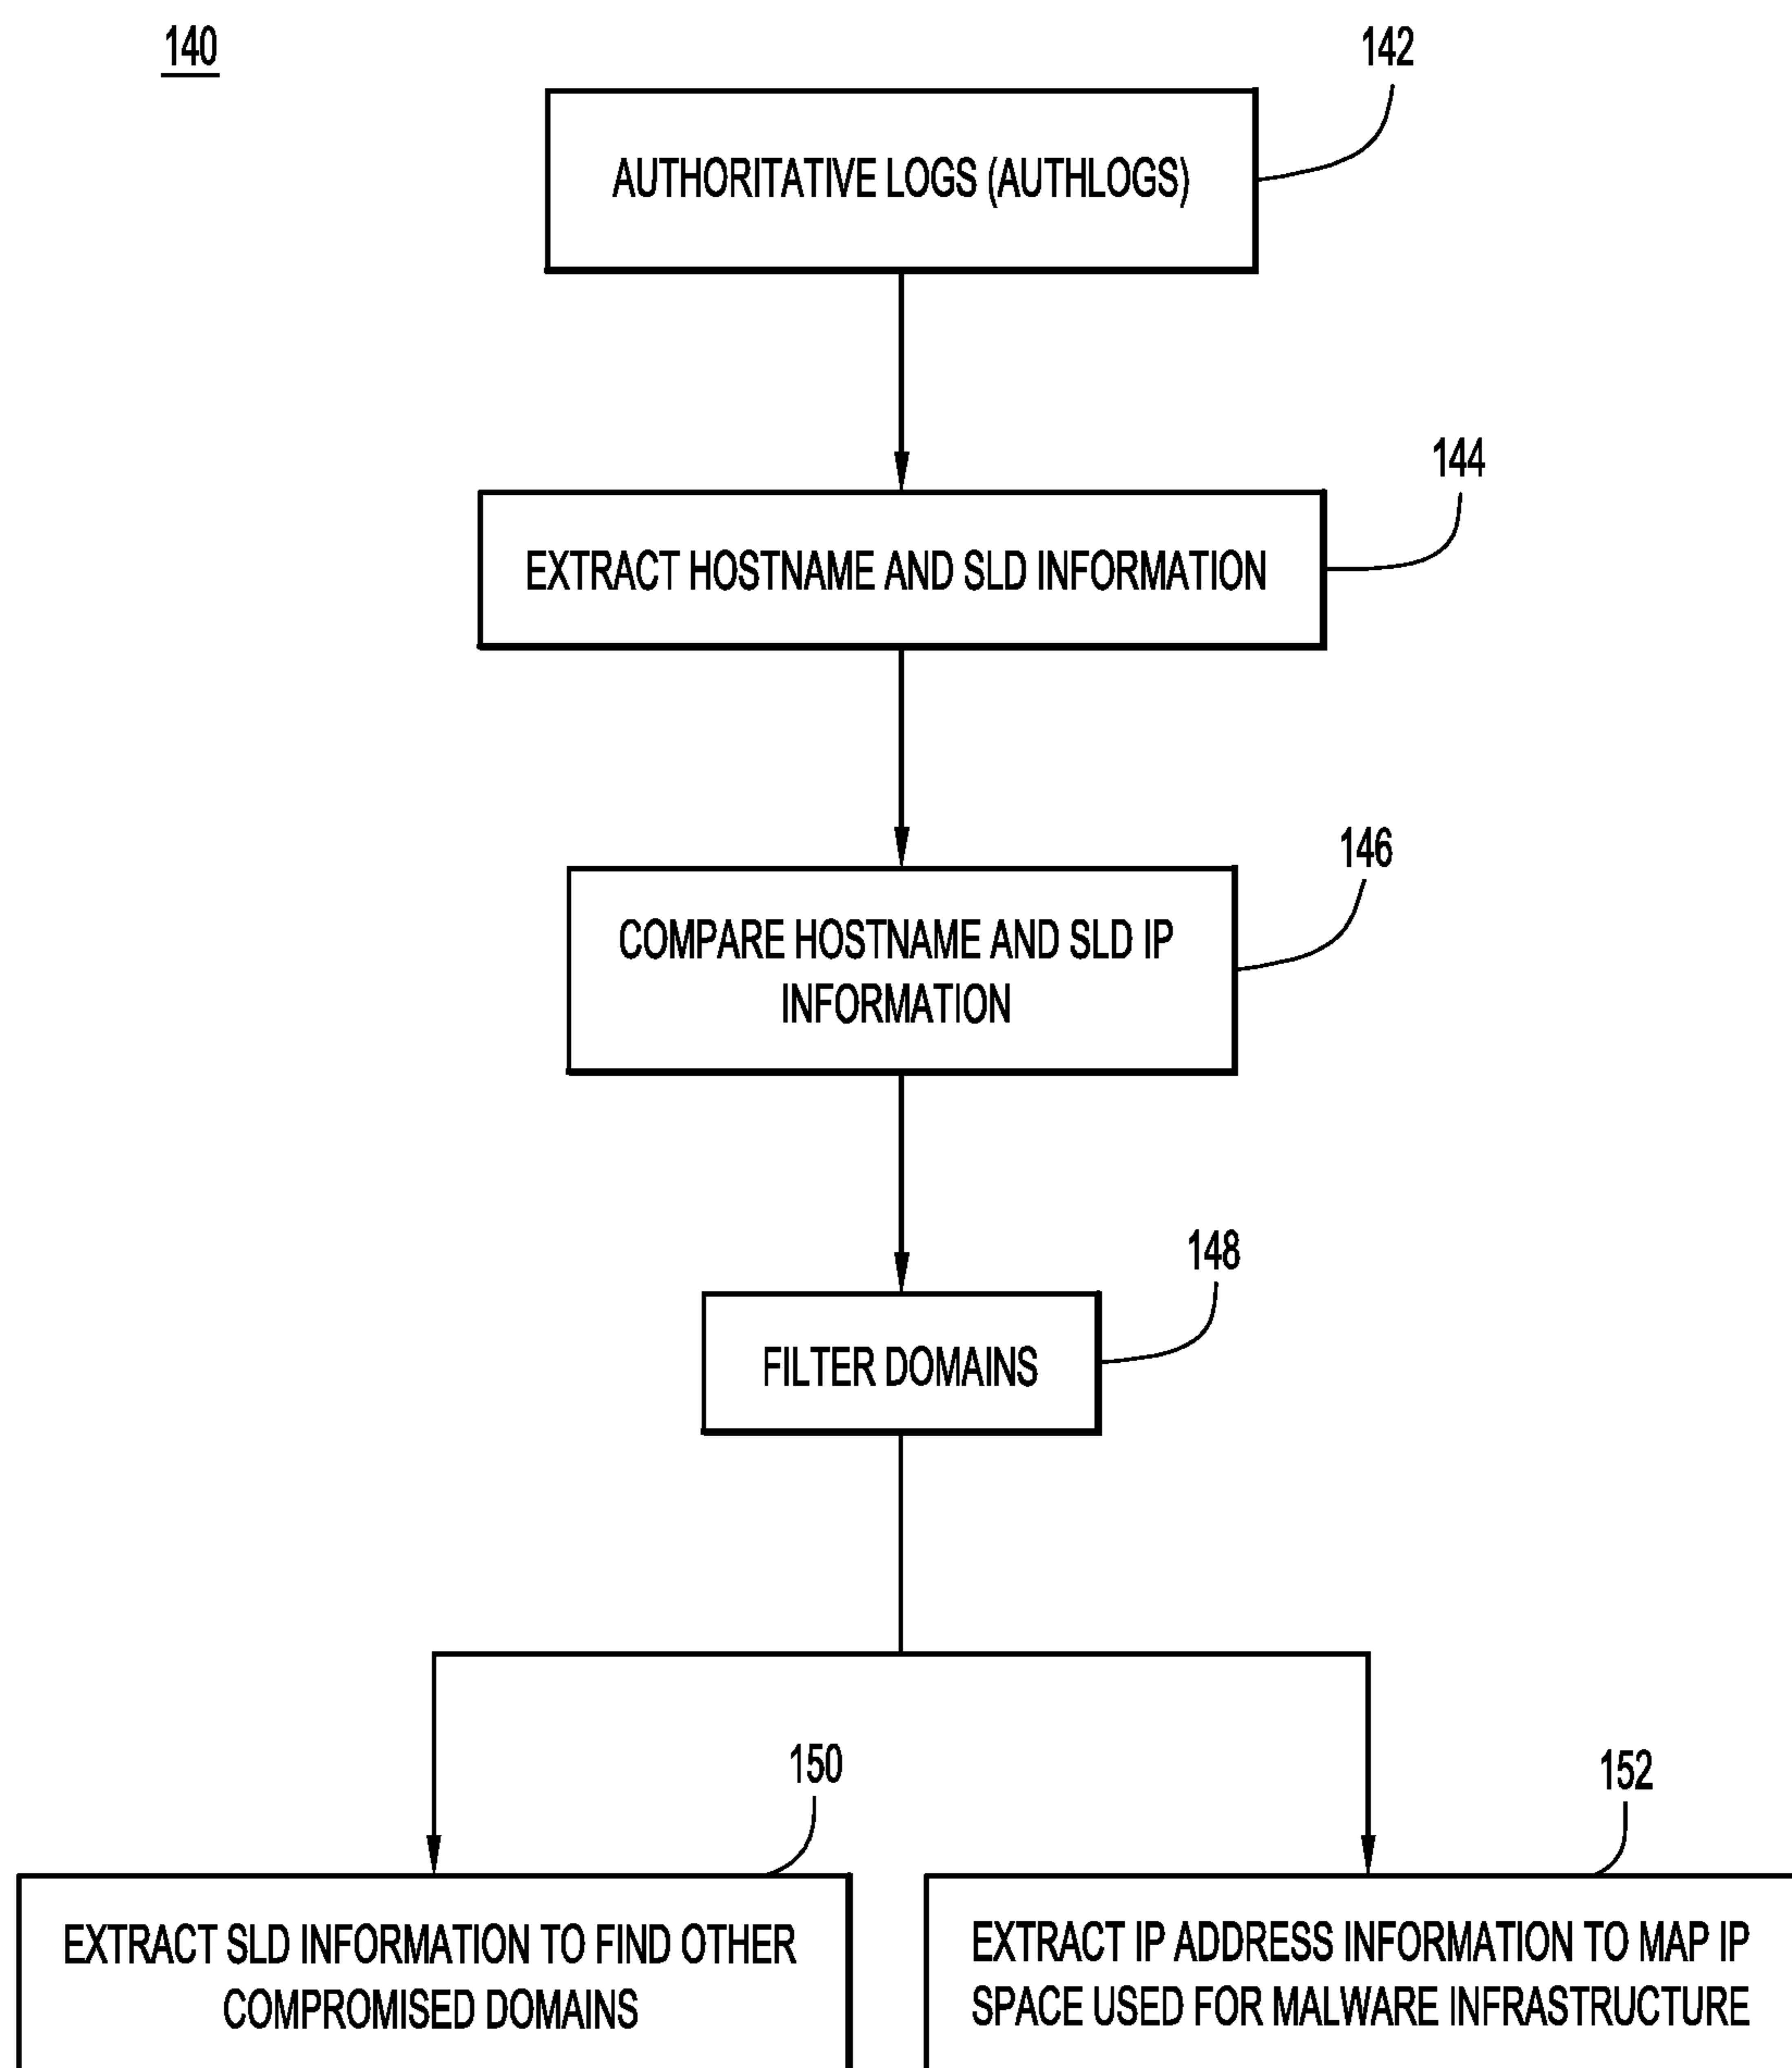 140
142
AUTHORITATIVE LOGS (AUTHLOGS)
144
EXTRACT HOSTNAME AND SLD INFORMATION
146
COMPARE HOSTNAME AND SLD IP
INFORMATION
148
FILTER DOMAINS
150
EXTRACT SLD INFORMATION TO FIND OTHER
COMPROMISED DOMAINS
152
EXTRACT IP ADDRESS INFORMATION TO MAP IP
SPACE USED FOR MALWARE INFRASTRUCTURE